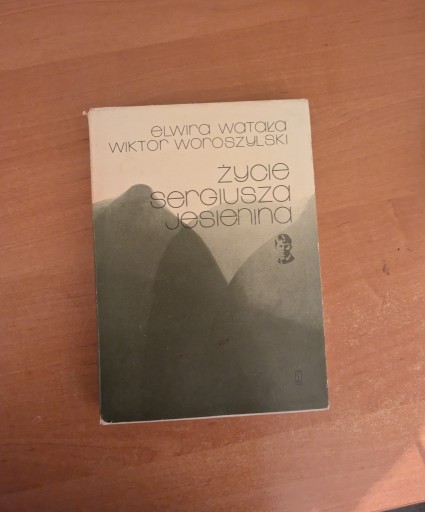 elwira watała
wiktor woroszylski
życie
sergiusza
jesienina